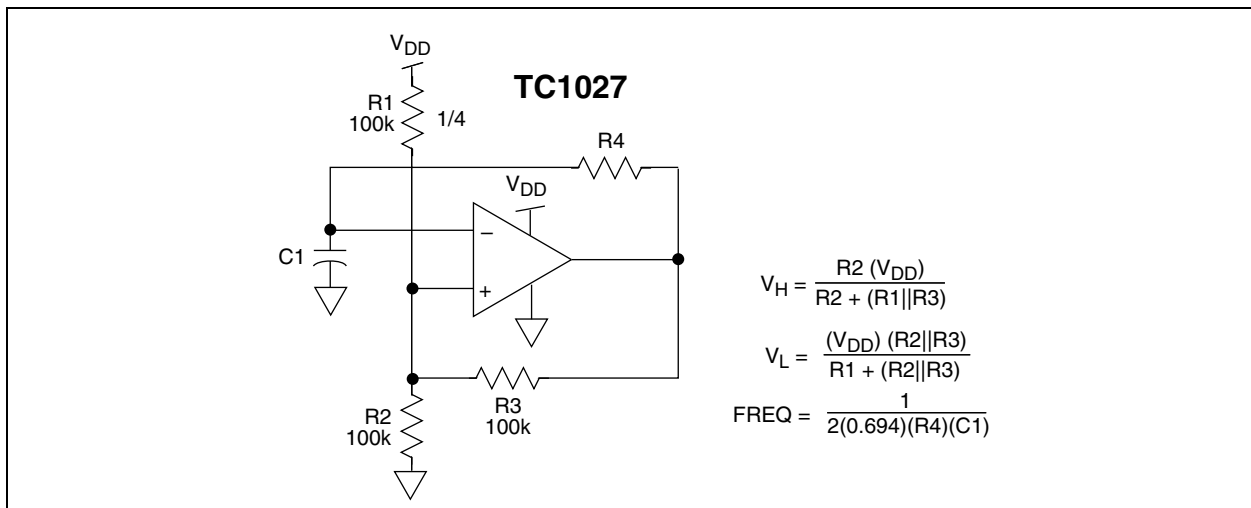 V_DD
TC1027
R1
100k
1/4
R4
V_DD
−
C1
+
R3
100k
R2
100k
V_H = R2 (V_DD) / R2 + (R1||R3)
V_L = (V_DD) (R2||R3) / R1 + (R2||R3)
FREQ = 1 / 2(0.694)(R4)(C1)